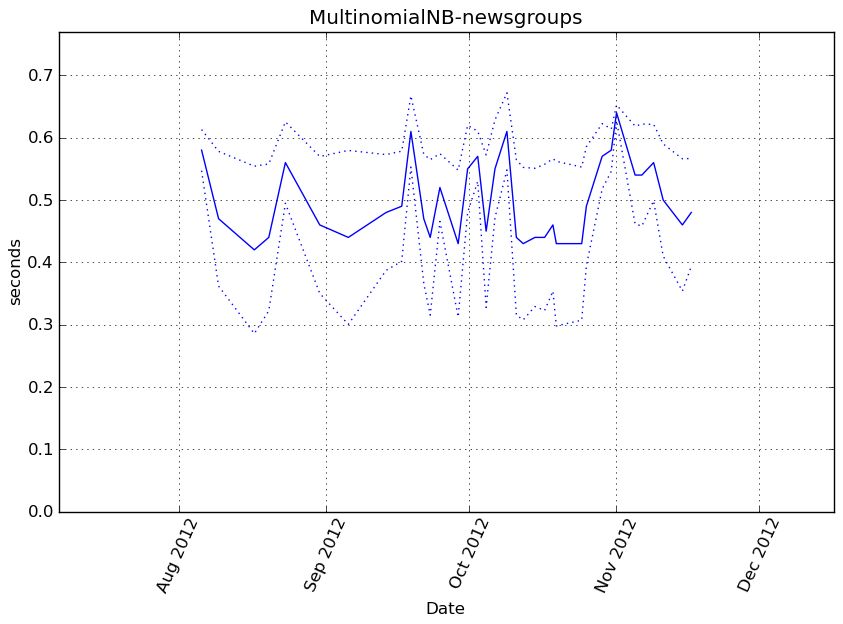 MultinomialNB-newsgroups
0.7
0.6
0.5
0.4
0.3
0.2
0.1
0.0
seconds
Aug 2012
Sep 2012
Oct 2012
Nov 2012
Dec 2012
Date